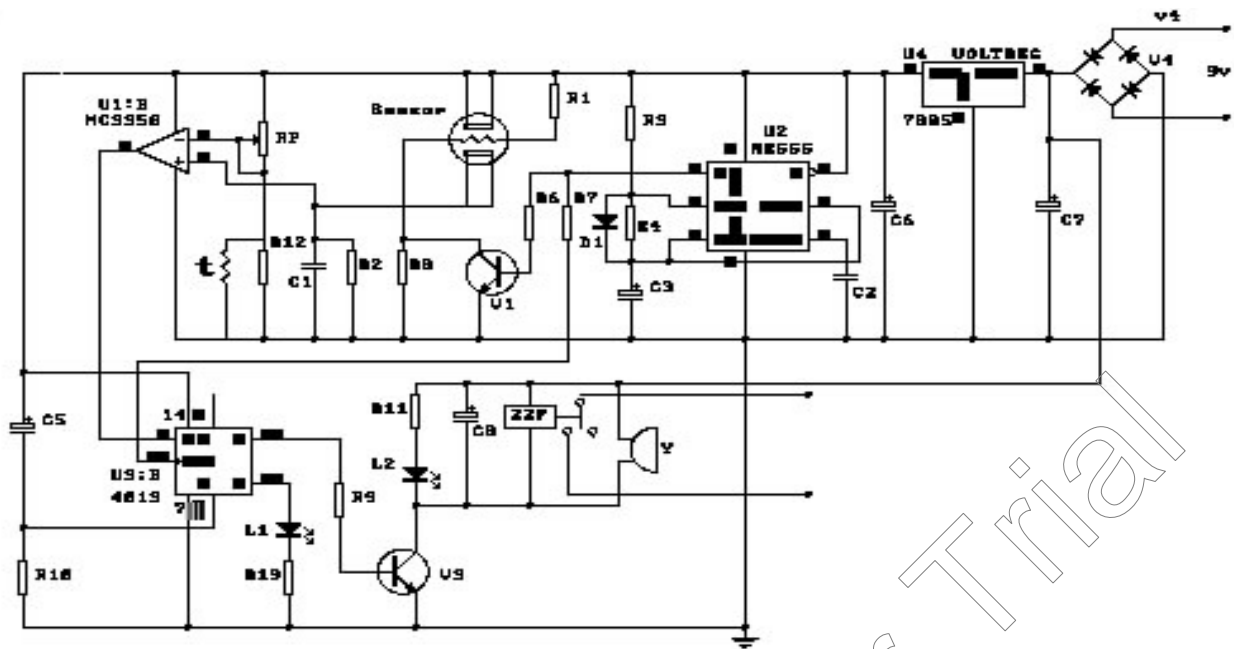 V4
U4 VOLTREG
V4
9v
U1:B
Sensor
R1
RP
R3
7805
U2
NE555
R6
R7
R4
D1
C6
C7
t
R12
C1
R2
R8
V1
C3
C2
14
R11
C8
ZZP
C5
U3:B
L2
Y
4013
7
R9
L1
R10
R13
V3
Trial